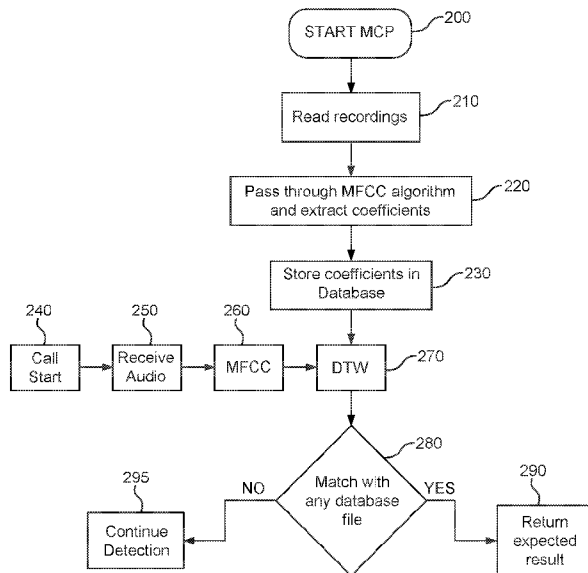 START MCP
200
Read recordings
210
Pass through MFCC algorithm
and extract coefficients
220
Store coefficients in
Database
230
240
Call
Start
250
Receive
Audio
260
MFCC
DTW
270
280
Match with
any database
file
NO
YES
295
Continue
Detection
290
Return
expected
result